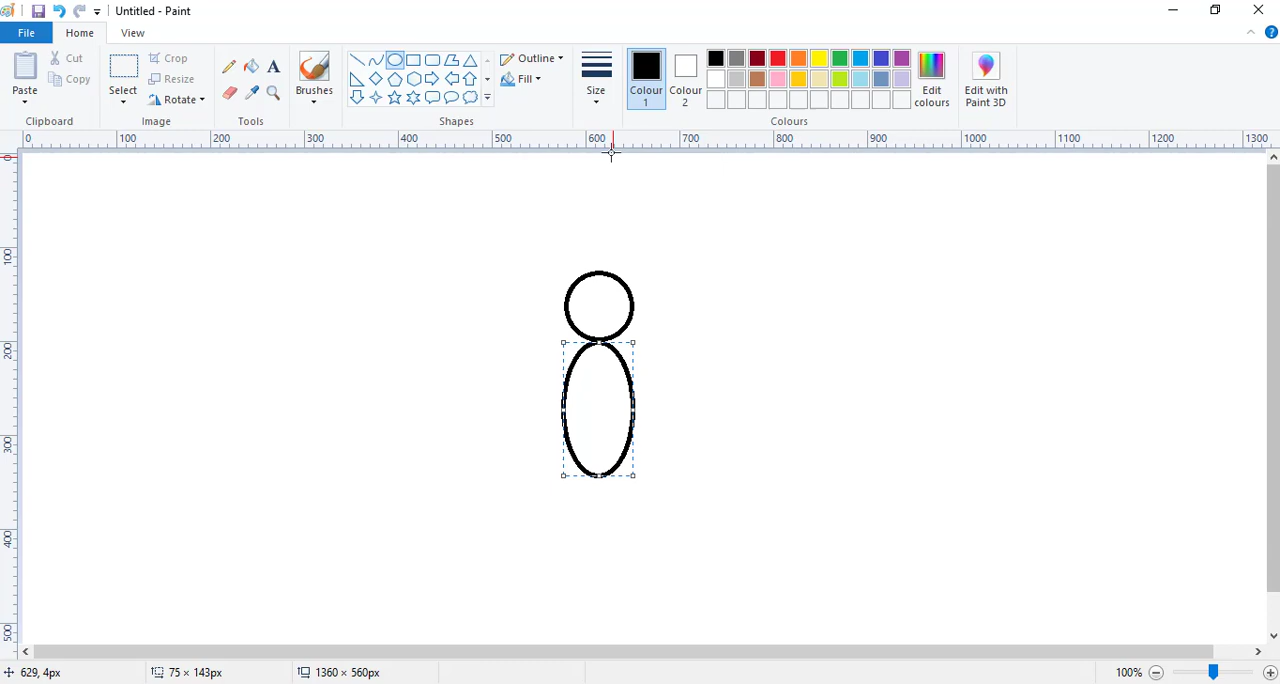 Untitled - Paint
File Home View
Paste
Cut
Copy
Clipboard
Select
Crop
Resize
Rotate
Image
A
Tools
Brushes
Outline
Fill
Shapes
Size
Colour 1
Colour 2
Edit colours
Colours
Edit with Paint 3D
0 100 200 300 400 500 600 700 800 900 1000 1100 1200 1300
0
100
200
300
400
500
629, 4px 75 × 143px 1360 × 560px 100%